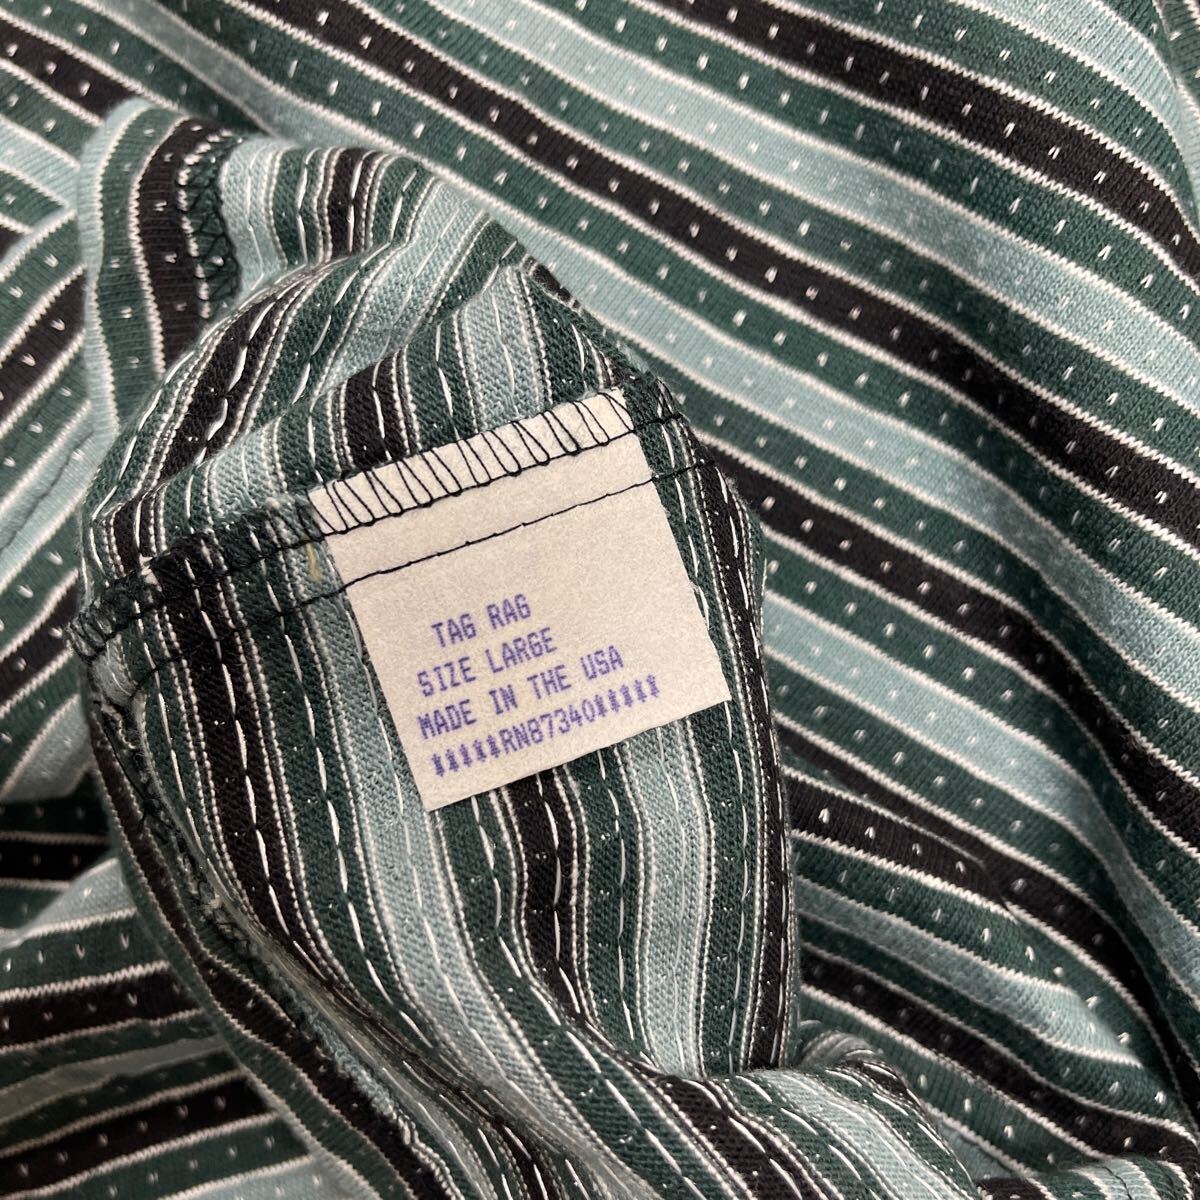 TAG RAG
SIZE LARGE
MADE IN THE USA
*****RN87340*****